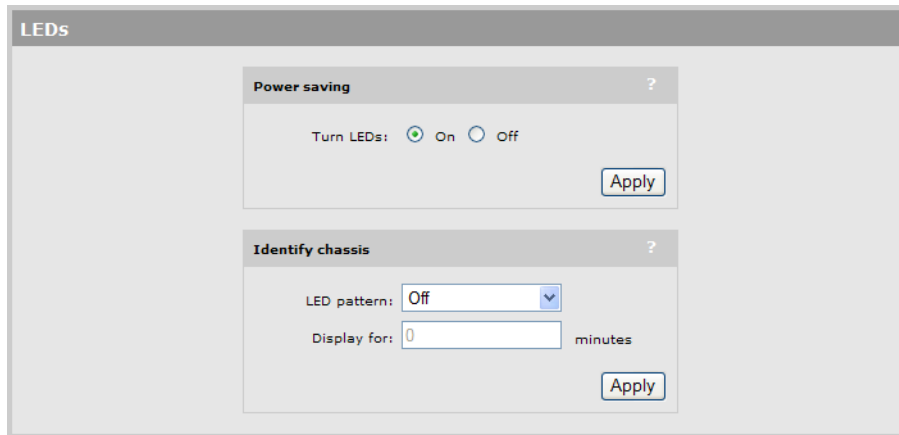 LEDs
Power saving ?
Turn LEDs: On Off
Apply
Identify chassis ?
LED pattern: Off
Display for: 0 minutes
Apply